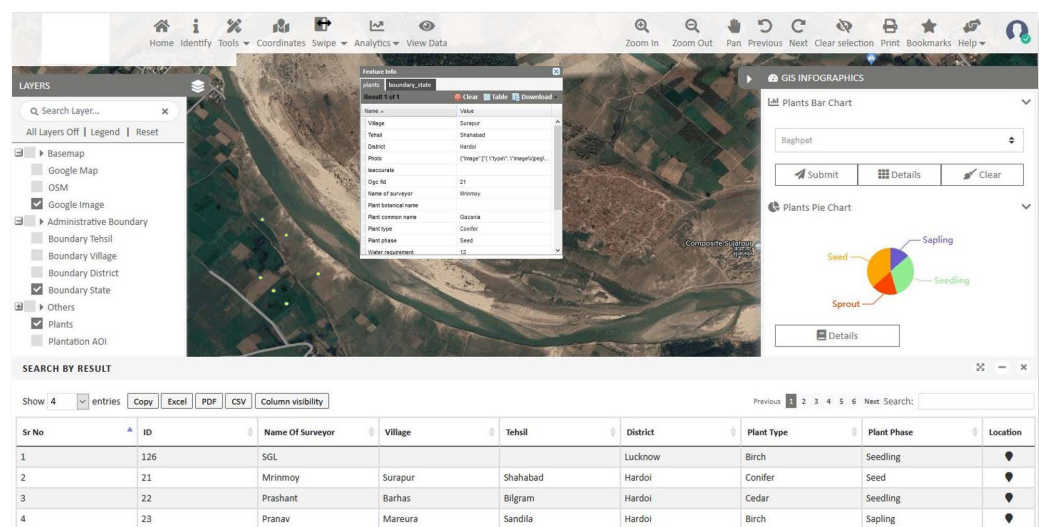 Home Identify Tools Coordinates Swipe Analytics View Data Zoom In Zoom Out Pan Previous Next Clear selection Print Bookmarks Help
LAYERS
Search Layer... x
All Layers Off | Legend | Reset
Basemap
Google Map
OSM
Google Image
Administrative Boundary
Boundary Tehsil
Boundary Village
Boundary District
Boundary State
Others
Plants
Plantation AOI
Feature Info
plants boundary_state
Result 1 of 1 Clear Table Download
Name Value
Village Surapur
Tehsil Shahabad
District Hardoi
Photo {"image":["{ \"type\": \"image\\/jpeg\...
Isaccurate
Ogc fid 21
Name of surveyor Mrinmoy
Plant botanical name
Plant common name Gazania
Plant type Conifer
Plant phase Seed
Water requirement 12
Composite Sujatpur
GIS INFOGRAPHICS
Plants Bar Chart
Baghpat
Submit Details Clear
Plants Pie Chart
Sapling
Seed
Seedling
Sprout
Details
SEARCH BY RESULT
Show 4 entries Copy Excel PDF CSV Column visibility Previous 1 2 3 4 5 6 Next Search:
Sr No ID Name Of Surveyor Village Tehsil District Plant Type Plant Phase Location
1 126 SGL Lucknow Birch Seedling
2 21 Mrinmoy Surapur Shahabad Hardoi Conifer Seed
3 22 Prashant Barhas Bilgram Hardoi Cedar Seedling
4 23 Pranav Mareura Sandila Hardoi Birch Sapling